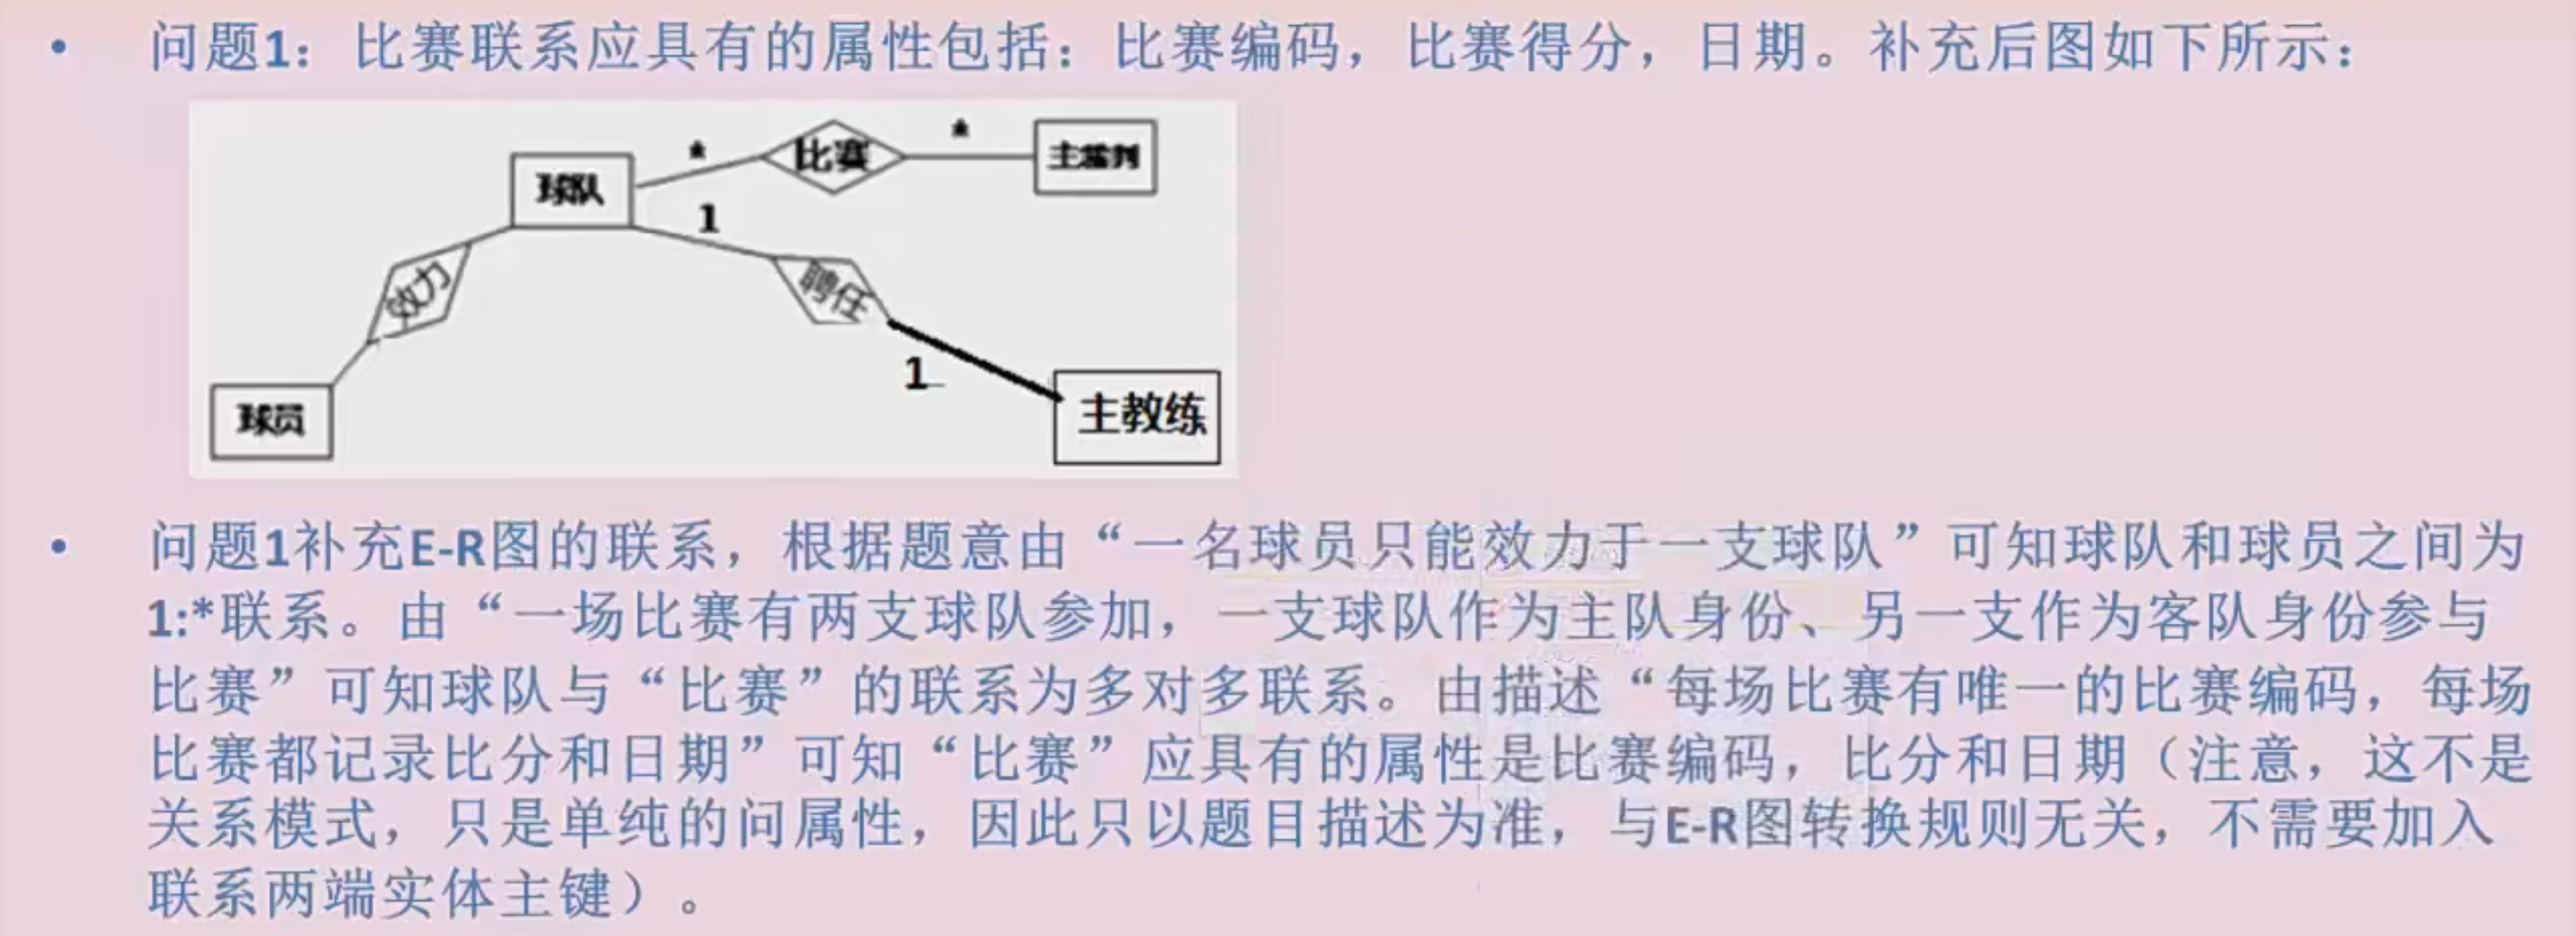 • 问题1：比赛联系应具有的属性包括：比赛编码，比赛得分，日期。补充后图如下所示：
* 比赛 * 主裁判
球队
1
效力
聘任
1
球员
主教练
• 问题1补充E-R图的联系，根据题意由“一名球员只能效力于一支球队”可知球队和球员之间为
1:*联系。由“一场比赛有两支球队参加，一支球队作为主队身份、另一支作为客队身份参与
比赛”可知球队与“比赛”的联系为多对多联系。由描述“每场比赛有唯一的比赛编码，每场
比赛都记录比分和日期”可知“比赛”应具有的属性是比赛编码，比分和日期（注意，这不是
关系模式，只是单纯的问属性，因此只以题目描述为准，与E-R图转换规则无关，不需要加入
联系两端实体主键）。